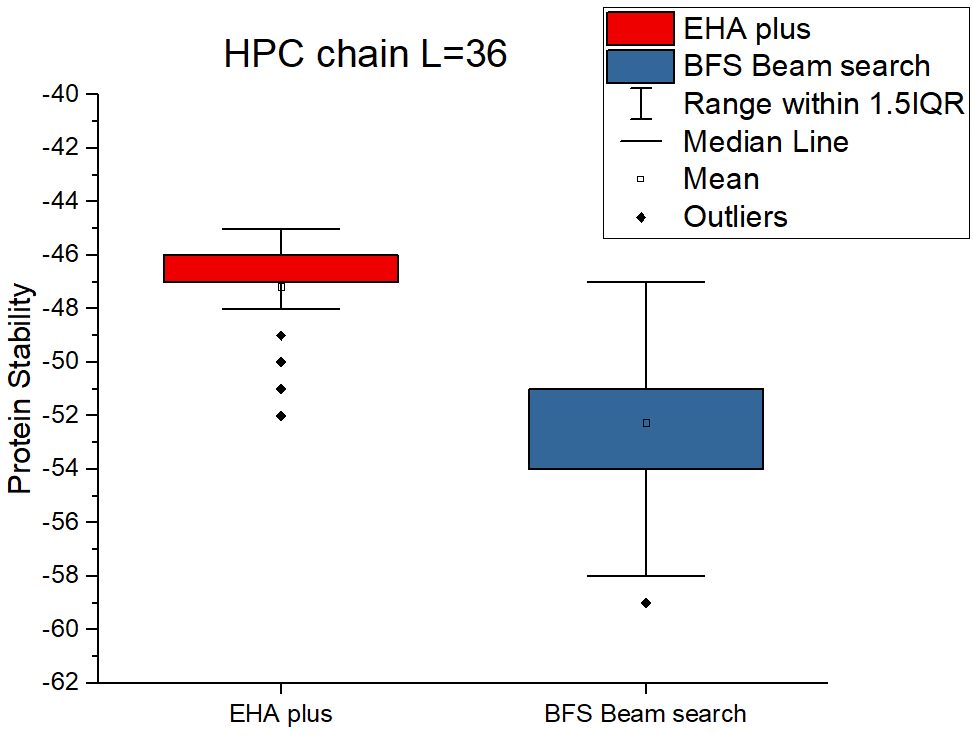 HPC chain L=36
EHA plus
BFS Beam search
Range within 1.5IQR
Median Line
Mean
Outliers
Protein Stability
-40
-42
-44
-46
-48
-50
-52
-54
-56
-58
-60
-62
EHA plus
BFS Beam search